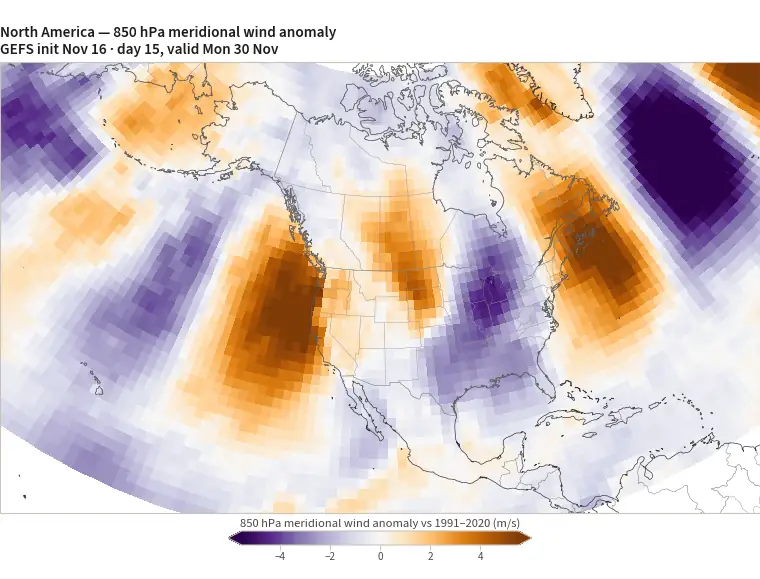 North America — 850 hPa meridional wind anomaly
GEFS init Nov 16 · day 15, valid Mon 30 Nov
850 hPa meridional wind anomaly vs 1991–2020 (m/s)
−4 −2 0 2 4